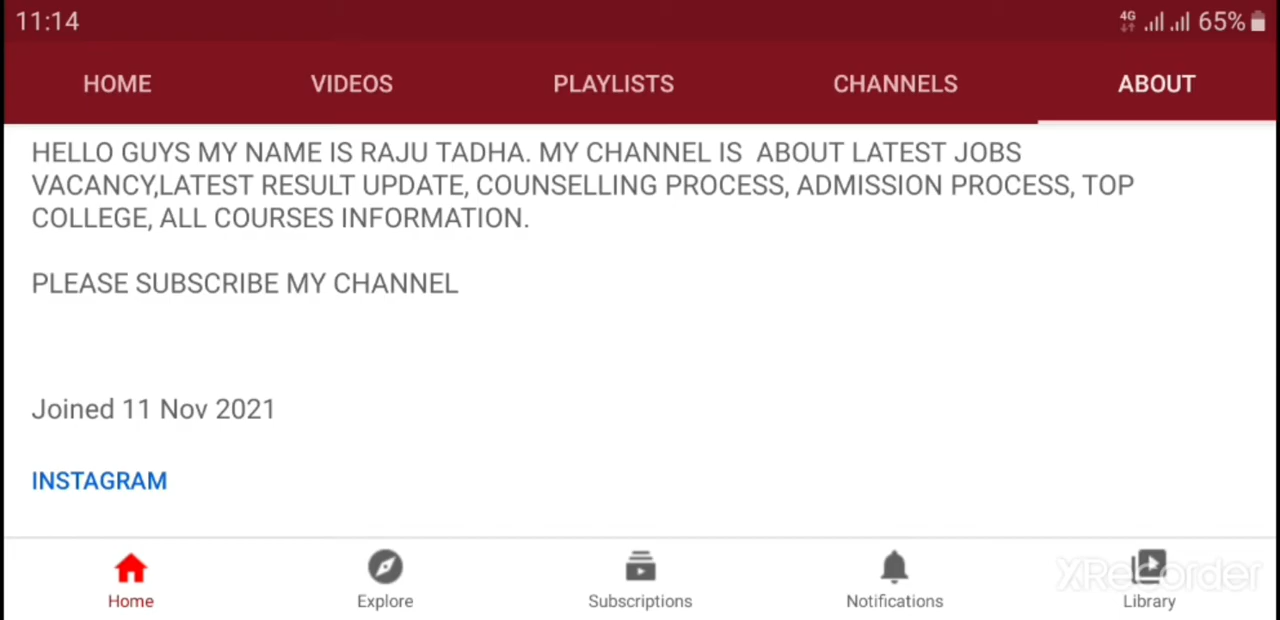 11:14
4G 65%
HOME VIDEOS PLAYLISTS CHANNELS ABOUT
HELLO GUYS MY NAME IS RAJU TADHA. MY CHANNEL IS  ABOUT LATEST JOBS
VACANCY,LATEST RESULT UPDATE, COUNSELLING PROCESS, ADMISSION PROCESS, TOP
COLLEGE, ALL COURSES INFORMATION.
PLEASE SUBSCRIBE MY CHANNEL
Joined 11 Nov 2021
INSTAGRAM
XRecorder
Home Explore Subscriptions Notifications Library